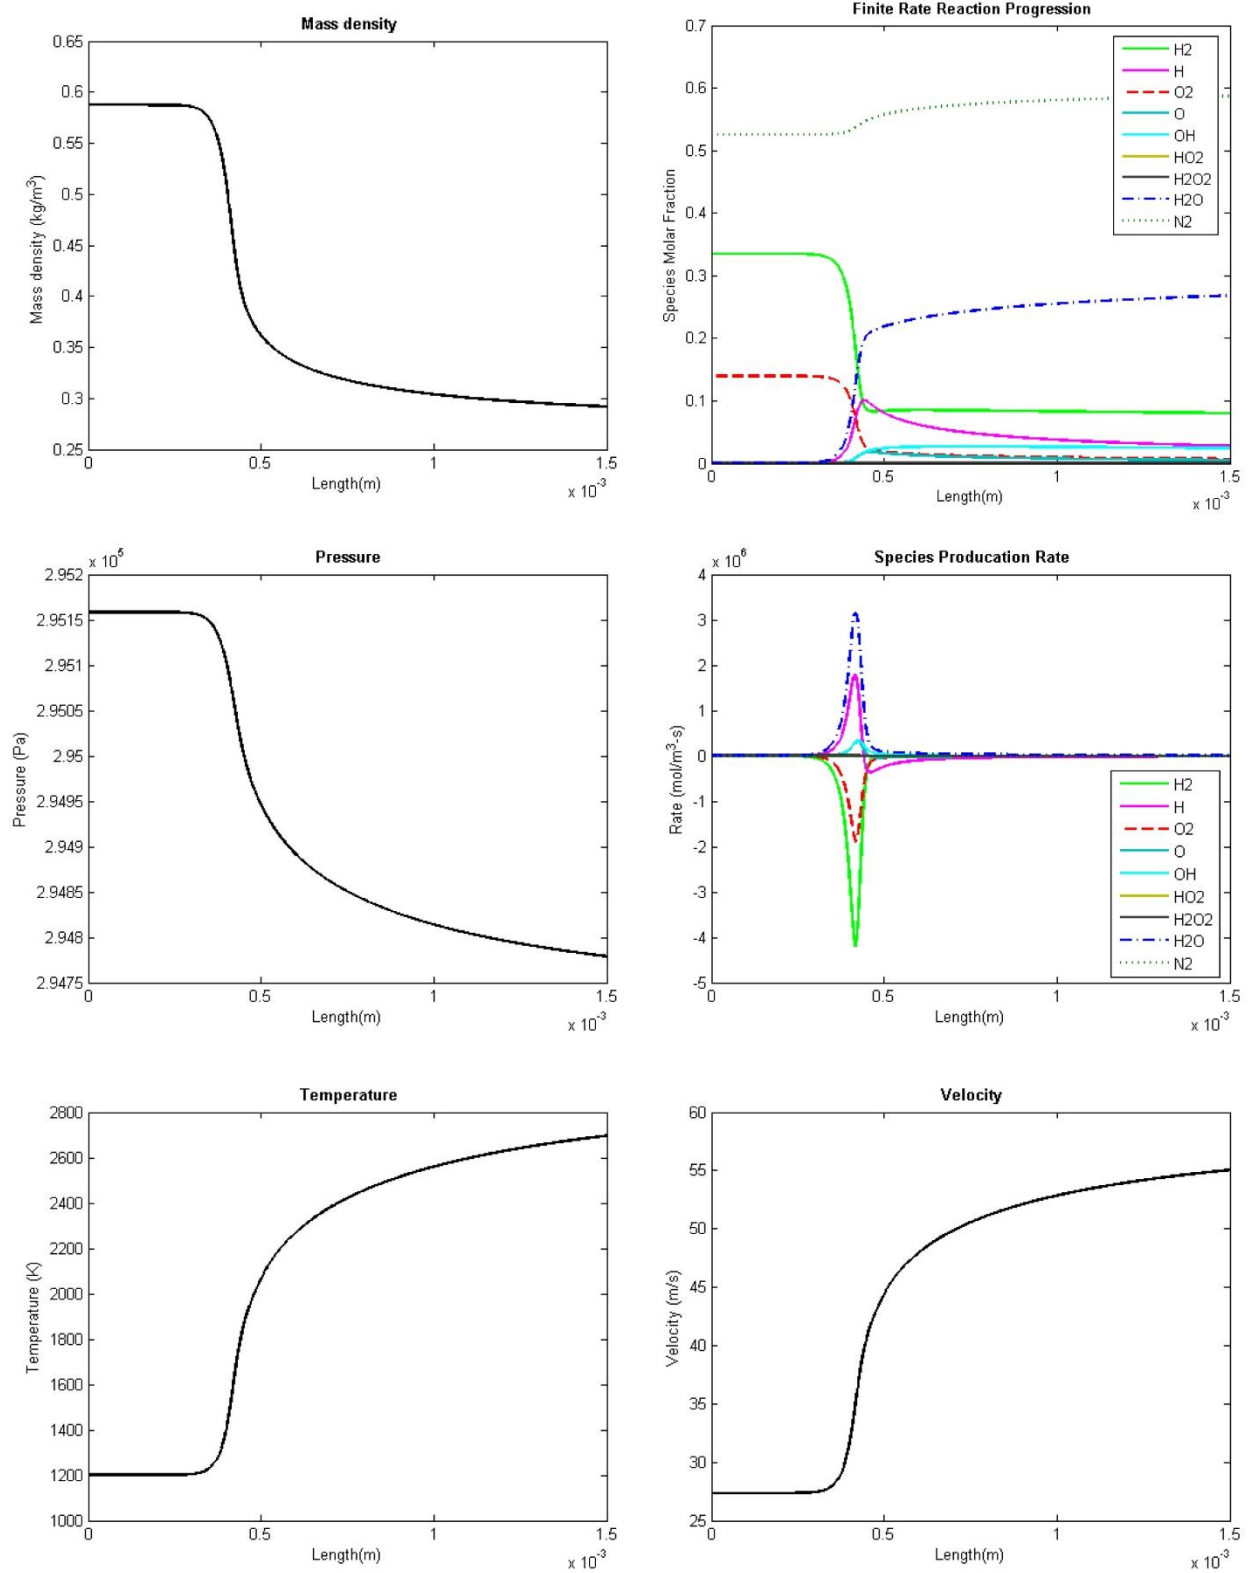 Mass density
0.65
0.6
0.55
0.5
0.45
0.4
0.35
0.3
0.25
Mass density (kg/m³)
0
0.5
1
1.5
Length(m)
x 10⁻³
Finite Rate Reaction Progression
0.7
0.6
0.5
0.4
0.3
0.2
0.1
0
Species Molar Fraction
H2
H
O2
O
OH
HO2
H2O2
H2O
N2
0
0.5
1
1.5
Length(m)
x 10⁻³
Pressure
x 10⁵
2.952
2.9515
2.951
2.9505
2.95
2.9495
2.949
2.9485
2.948
2.9475
Pressure (Pa)
0
0.5
1
1.5
Length(m)
x 10⁻³
Species Producation Rate
x 10⁶
4
3
2
1
0
-1
-2
-3
-4
-5
Rate (mol/m³-s)
H2
H
O2
O
OH
HO2
H2O2
H2O
N2
0
0.5
1
1.5
Length(m)
x 10⁻³
Temperature
2800
2600
2400
2200
2000
1800
1600
1400
1200
1000
Temperature (K)
0
0.5
1
1.5
Length(m)
x 10⁻³
Velocity
60
55
50
45
40
35
30
25
Velocity (m/s)
0
0.5
1
1.5
Length(m)
x 10⁻³